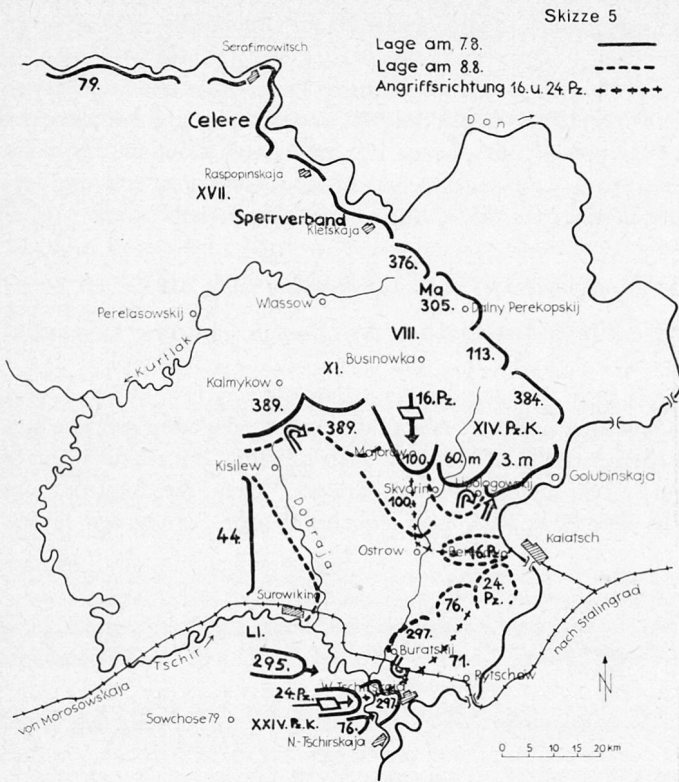 Skizze 5
Lage am 7.8.
Lage am 8.8.
Angriffsrichtung 16. u. 24. Pz.
Serafimowitsch
79.
Celere
Don
Raspopinskaja
XVII.
Sperrverband
Kletskaja
376.
Ma
305.
Dalny Perekopskij
Wlassow
Perelasowskij
Kurtlak
VIII.
113.
Businowka
XI.
Kalmykow
389.
389.
16. Pz.
384.
XIV. Pz. K.
Majorow
100.
60. m
3. m
Kisilew
Skvorin
Golubinskaja
100.
44.
Dobraja
Ostrow
16. Pz.
Kalatsch
24.
Pz.
76.
Surowikino
nach Stalingrad
LI.
Tschir
297.
Buratskij
71.
295.
Rytschow
von Morosowskaja
24. Pz.
297.
Sowchose 79
XXIV. Pz. K.
76.
N.-Tschirskaja
N
0 5 10 15 20 km